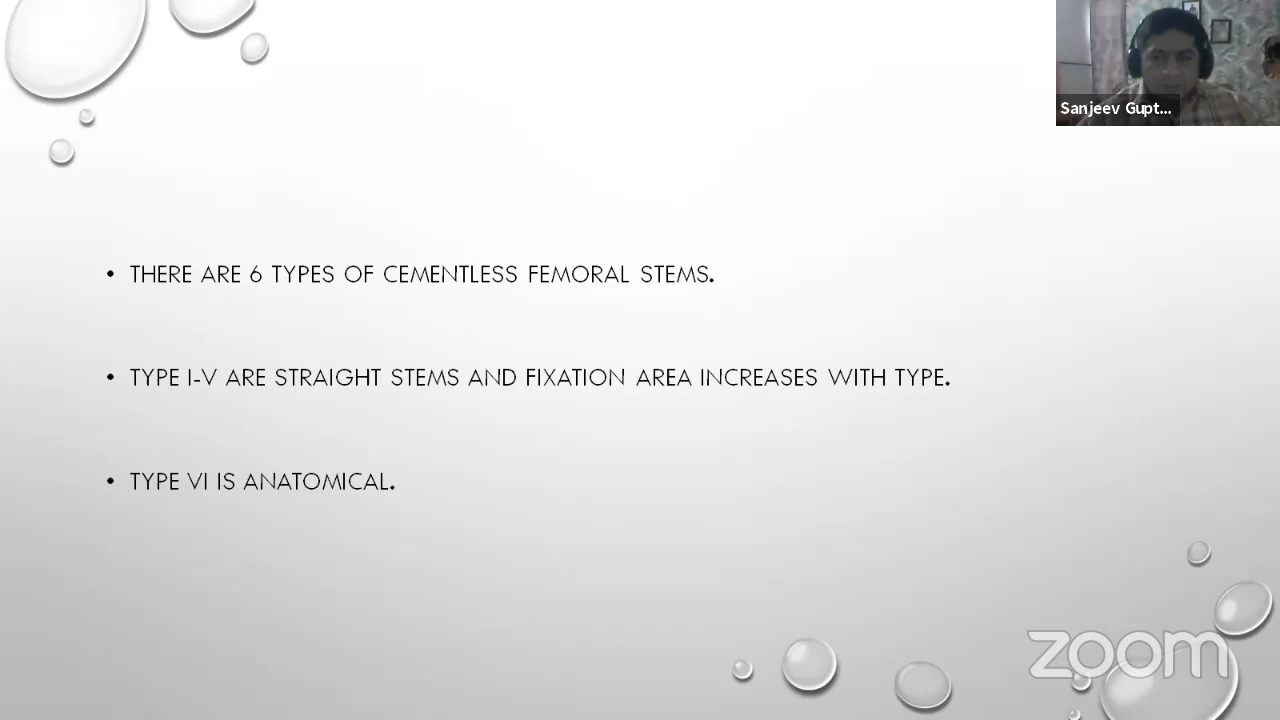 Sanjeev Gupt...
• THERE ARE 6 TYPES OF CEMENTLESS FEMORAL STEMS.
• TYPE I-V ARE STRAIGHT STEMS AND FIXATION AREA INCREASES WITH TYPE.
• TYPE VI IS ANATOMICAL.
zoom